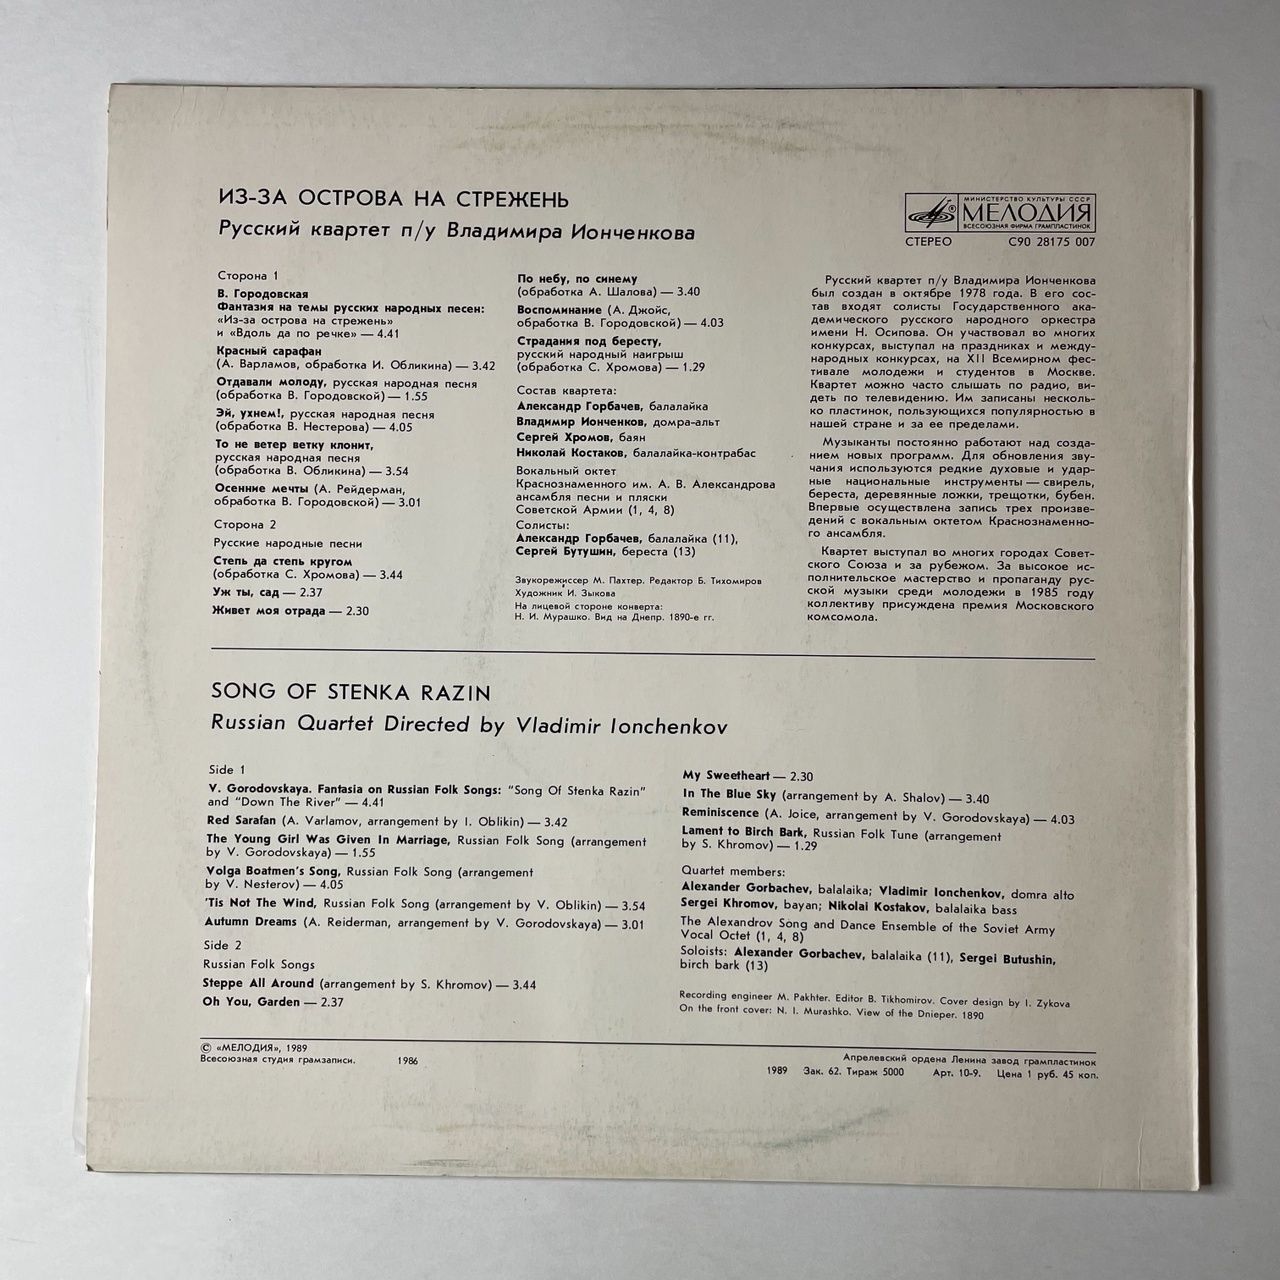 ИЗ-ЗА ОСТРОВА НА СТРЕЖЕНЬ
Русский квартет п/у Владимира Ионченкова
МИНИСТЕРСТВО КУЛЬТУРЫ СССР
МЕЛОДИЯ
ВСЕСОЮЗНАЯ ФИРМА ГРАМПЛАСТИНОК
СТЕРЕО С90 28175 007
Сторона 1
В. Городовская
Фантазия на темы русских народных песен:
«Из-за острова на стрежень»
и «Вдоль да по речке» — 4.41
Красный сарафан
(А. Варламов, обработка И. Обликина) — 3.42
Отдавали молоду, русская народная песня
(обработка В. Городовской) — 1.55
Эй, ухнем!, русская народная песня
(обработка В. Нестерова) — 4.05
То не ветер ветку клонит,
русская народная песня
(обработка В. Обликина) — 3.54
Осенние мечты (А. Рейдерман,
обработка В. Городовской) — 3.01
Сторона 2
Русские народные песни
Степь да степь кругом
(обработка С. Хромова) — 3.44
Уж ты, сад — 2.37
Живет моя отрада — 2.30
По небу, по синему
(обработка А. Шалова) — 3.40
Воспоминание (А. Джойс,
обработка В. Городовской) — 4.03
Страдания под бересту,
русский народный наигрыш
(обработка С. Хромова) — 1.29
Состав квартета:
Александр Горбачев, балалайка
Владимир Ионченков, домра-альт
Сергей Хромов, баян
Николай Костаков, балалайка-контрабас
Вокальный октет
Краснознаменного им. А. В. Александрова
ансамбля песни и пляски
Советской Армии (1, 4, 8)
Солисты:
Александр Горбачев, балалайка (11),
Сергей Бутушин, береста (13)
Звукорежиссер М. Пахтер. Редактор Б. Тихомиров
Художник И. Зыкова
На лицевой стороне конверта:
Н. И. Мурашко. Вид на Днепр. 1890-е гг.
Русский квартет п/у Владимира Ионченкова
был создан в октябре 1978 года. В его сос-
тав входят солисты Государственного ака-
демического русского народного оркестра
имени Н. Осипова. Он участвовал во многих
конкурсах, выступал на праздниках и между-
народных конкурсах, на XII Всемирном фес-
тивале молодежи и студентов в Москве.
Квартет можно часто слышать по радио, ви-
деть по телевидению. Им записаны несколь-
ко пластинок, пользующихся популярностью в
нашей стране и за ее пределами.
Музыканты постоянно работают над созда-
нием новых программ. Для обновления зву-
чания используются редкие духовые и удар-
ные национальные инструменты — свирель,
береста, деревянные ложки, трещотки, бубен.
Впервые осуществлена запись трех произве-
дений с вокальным октетом Краснознаменно-
го ансамбля.
Квартет выступал во многих городах Совет-
ского Союза и за рубежом. За высокое ис-
полнительское мастерство и пропаганду рус-
ской музыки среди молодежи в 1985 году
коллективу присуждена премия Московского
комсомола.
SONG OF STENKA RAZIN
Russian Quartet Directed by Vladimir Ionchenkov
Side 1
V. Gorodovskaya. Fantasia on Russian Folk Songs: “Song Of Stenka Razin”
and “Down The River” — 4.41
Red Sarafan (A. Varlamov, arrangement by I. Oblikin) — 3.42
The Young Girl Was Given In Marriage, Russian Folk Song (arrangement
by V. Gorodovskaya) — 1.55
Volga Boatmen's Song, Russian Folk Song (arrangement
by V. Nesterov) — 4.05
'Tis Not The Wind, Russian Folk Song (arrangement by V. Oblikin) — 3.54
Autumn Dreams (A. Reiderman, arrangement by V. Gorodovskaya) — 3.01
Side 2
Russian Folk Songs
Steppe All Around (arrangement by S. Khromov) — 3.44
Oh You, Garden — 2.37
My Sweetheart — 2.30
In The Blue Sky (arrangement by A. Shalov) — 3.40
Reminiscence (A. Joice, arrangement by V. Gorodovskaya) — 4.03
Lament to Birch Bark, Russian Folk Tune (arrangement
by S. Khromov) — 1.29
Quartet members:
Alexander Gorbachev, balalaika; Vladimir Ionchenkov, domra alto
Sergei Khromov, bayan; Nikolai Kostakov, balalaika bass
The Alexandrov Song and Dance Ensemble of the Soviet Army
Vocal Octet (1, 4, 8)
Soloists: Alexander Gorbachev, balalaika (11), Sergei Butushin,
birch bark (13)
Recording engineer M. Pakhter. Editor B. Tikhomirov. Cover design by I. Zykova
On the front cover: N. I. Murashko. View of the Dnieper. 1890
© «МЕЛОДИЯ», 1989
Всесоюзная студия грамзаписи. 1986
Апрелевский ордена Ленина завод грампластинок
1989 Зак. 62. Тираж 5000 Арт. 10-9. Цена 1 руб. 45 коп.